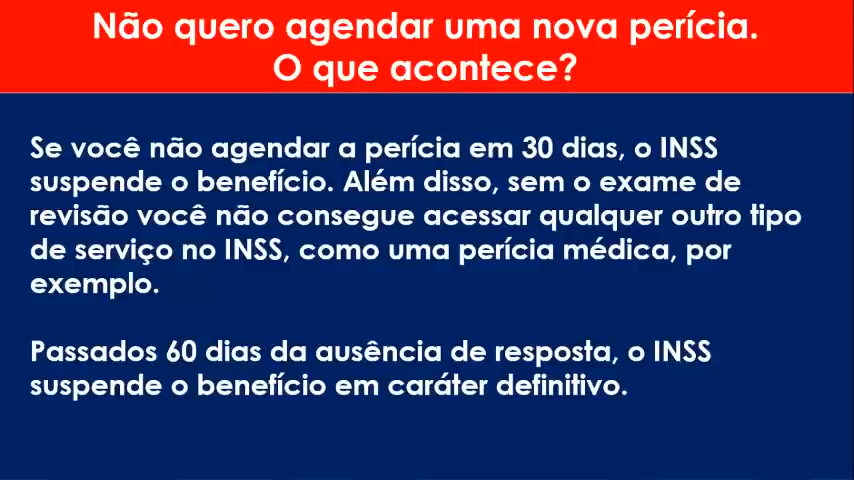 Não quero agendar uma nova perícia.
O que acontece?
Se você não agendar a perícia em 30 dias, o INSS
suspende o benefício. Além disso, sem o exame de
revisão você não consegue acessar qualquer outro tipo
de serviço no INSS, como uma perícia médica, por
exemplo.
Passados 60 dias da ausência de resposta, o INSS
suspende o benefício em caráter definitivo.